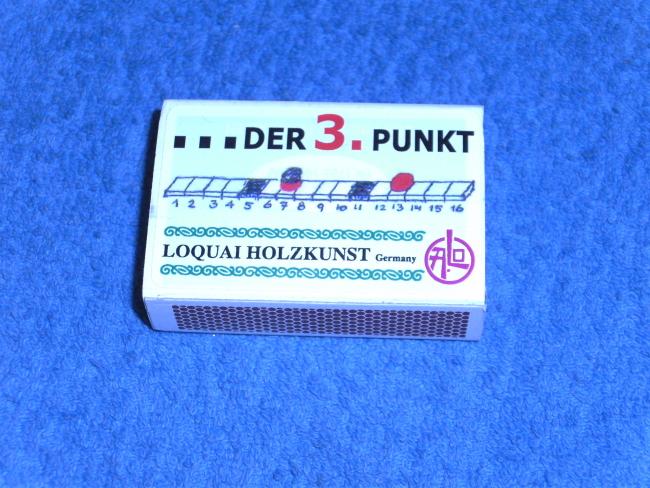 ...DER 3. PUNKT
1 2 3 4 5 6 7 8 9 10 11 12 13 14 15 16
LOQUAI HOLZKUNST Germany